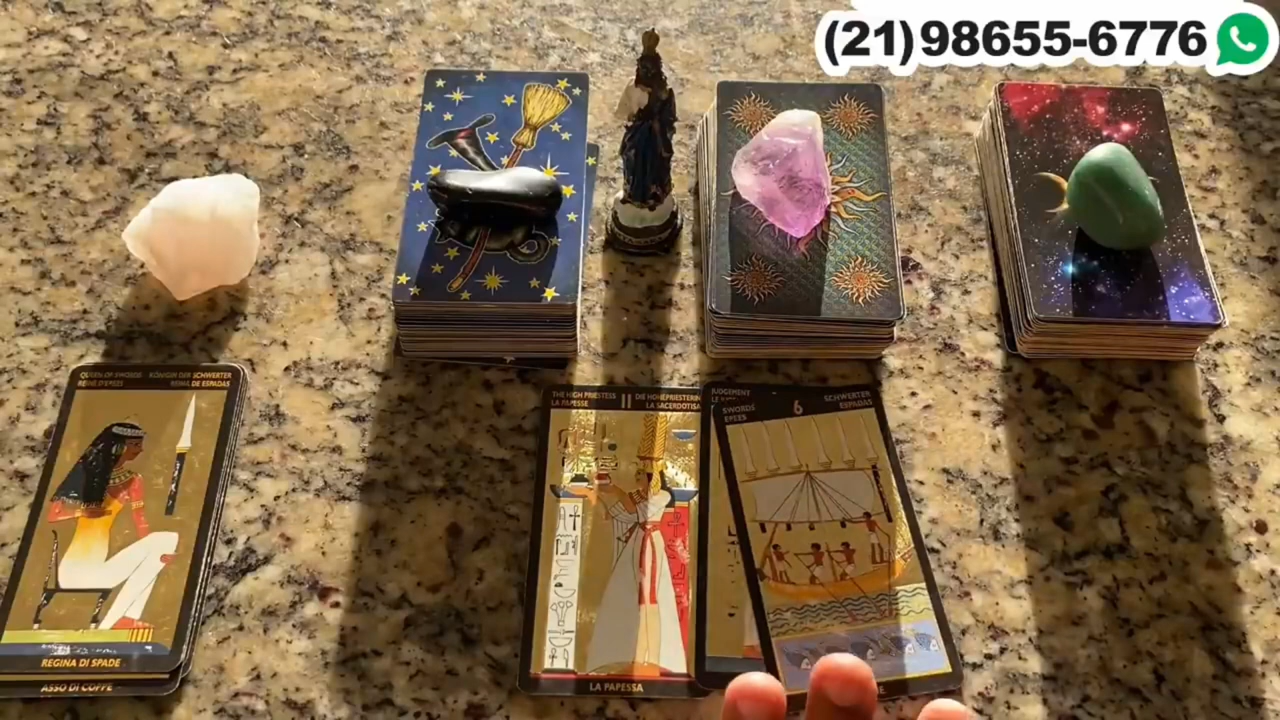 (21)98655-6776
QUEEN OF SWORDS KÖNIGIN DER SCHWERTER
REINE D'EPEES REINA DE ESPADAS
REGINA DI SPADE
ASSO DI COPPE
THE HIGH PRIESTESS II DIE HOHEPRIESTERIN
LA PAPESSE LA SACERDOTISA
LA PAPESSA
JUDGEMENT
SWORDS 6 SCHWERTER
EPEES ESPADAS